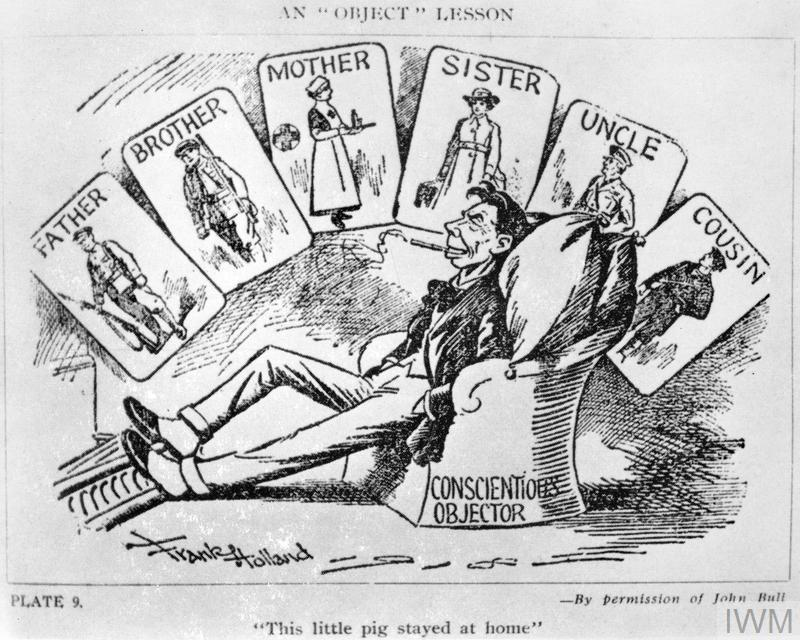 AN "OBJECT" LESSON
FATHER
BROTHER
MOTHER
SISTER
UNCLE
COUSIN
CONSCIENTIOUS
OBJECTOR
Frank Holland
PLATE 9.
—By permission of John Bull
"This little pig stayed at home"
IWM